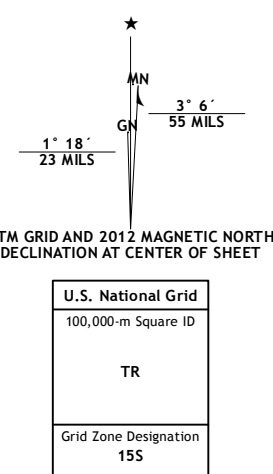 ★
MN
3° 6´
55 MILS
GN
1° 18´
23 MILS
TM GRID AND 2012 MAGNETIC NORTH
DECLINATION AT CENTER OF SHEET
U.S. National Grid
100,000-m Square ID
TR
Grid Zone Designation
15S